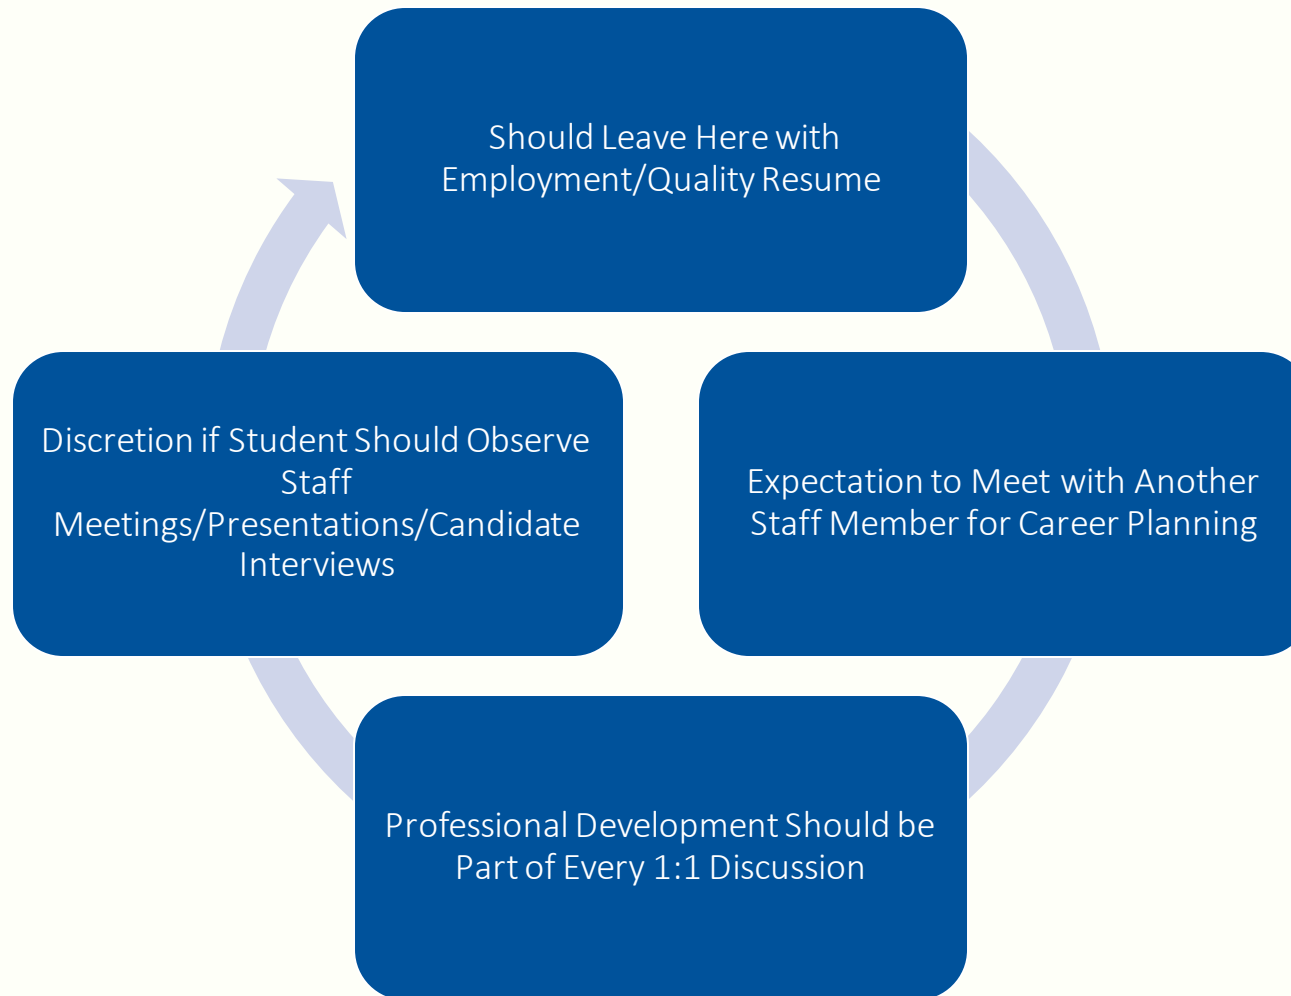 Should Leave Here with
Employment/Quality Resume
Discretion if Student Should Observe
Staff
Meetings/Presentations/Candidate
Interviews
Expectation to Meet with Another
Staff Member for Career Planning
Professional Development Should be
Part of Every 1:1 Discussion